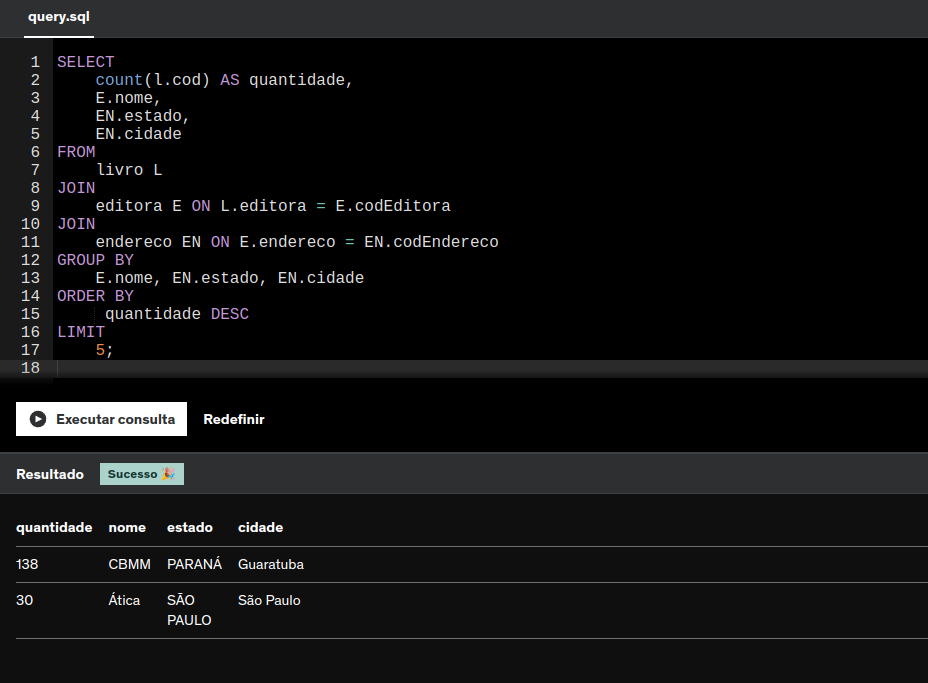 query.sql
1 SELECT
2     count(l.cod) AS quantidade,
3     E.nome,
4     EN.estado,
5     EN.cidade
6 FROM
7     livro L
8 JOIN
9     editora E ON L.editora = E.codEditora
10 JOIN
11     endereco EN ON E.endereco = EN.codEndereco
12 GROUP BY
13     E.nome, EN.estado, EN.cidade
14 ORDER BY
15      quantidade DESC
16 LIMIT
17     5;
18
Executar consulta Redefinir
Resultado Sucesso 🎉
quantidade nome estado cidade
138 CBMM PARANÁ Guaratuba
30 Ática SÃO São Paulo
PAULO